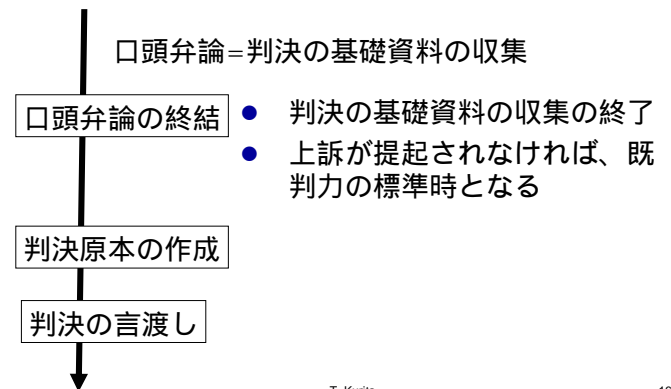 口頭弁論=判決の基礎資料の収集
口頭弁論の終結
● 判決の基礎資料の収集の終了
● 上訴が提起されなければ、既
判力の標準時となる
判決原本の作成
判決の言渡し